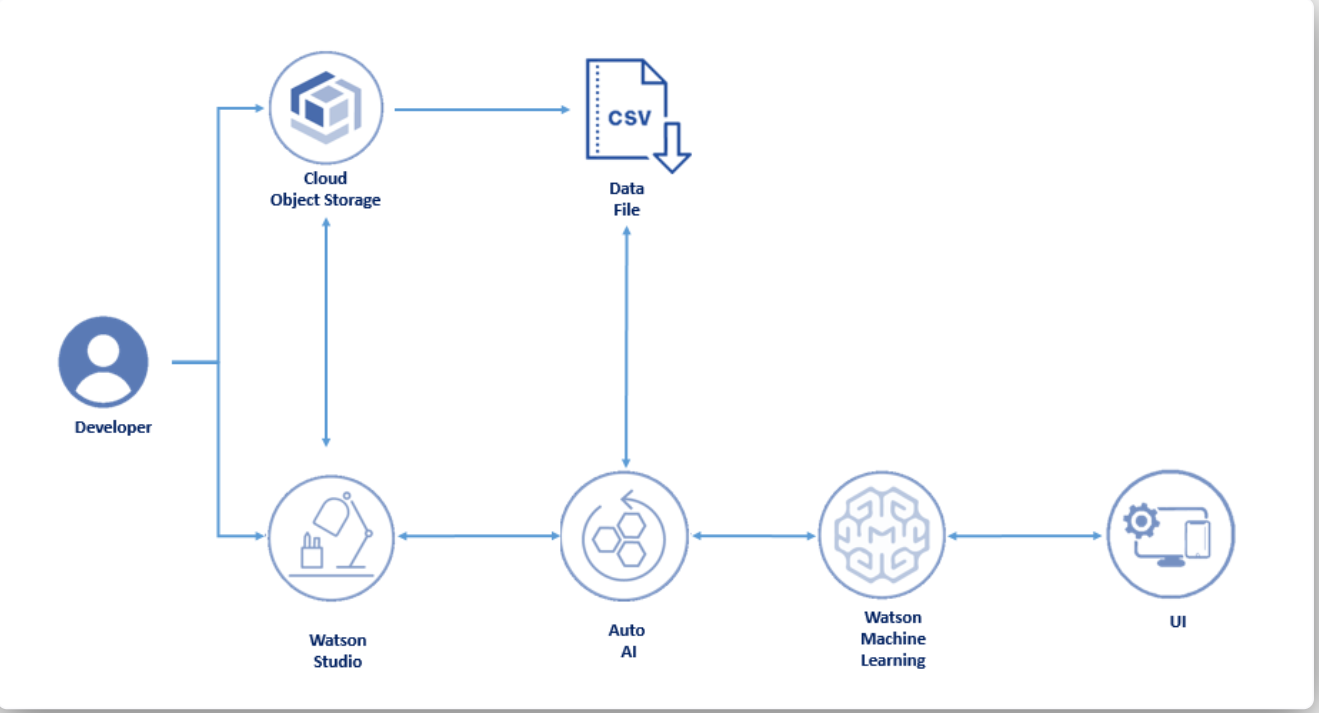 CSV
Cloud
Object Storage
Data
File
Developer
Watson
Studio
Auto
AI
Watson
Machine
Learning
UI